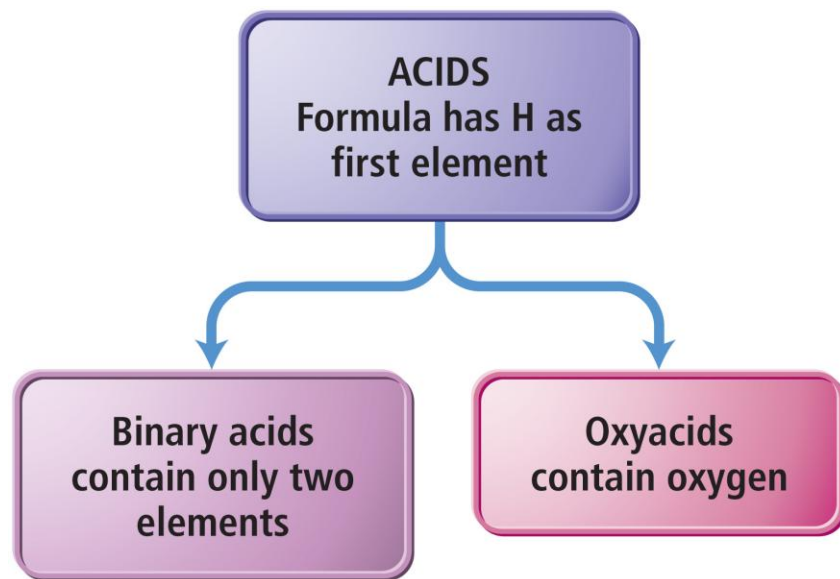 ACIDS
Formula has H as
first element
Binary acids
contain only two
elements
Oxyacids
contain oxygen